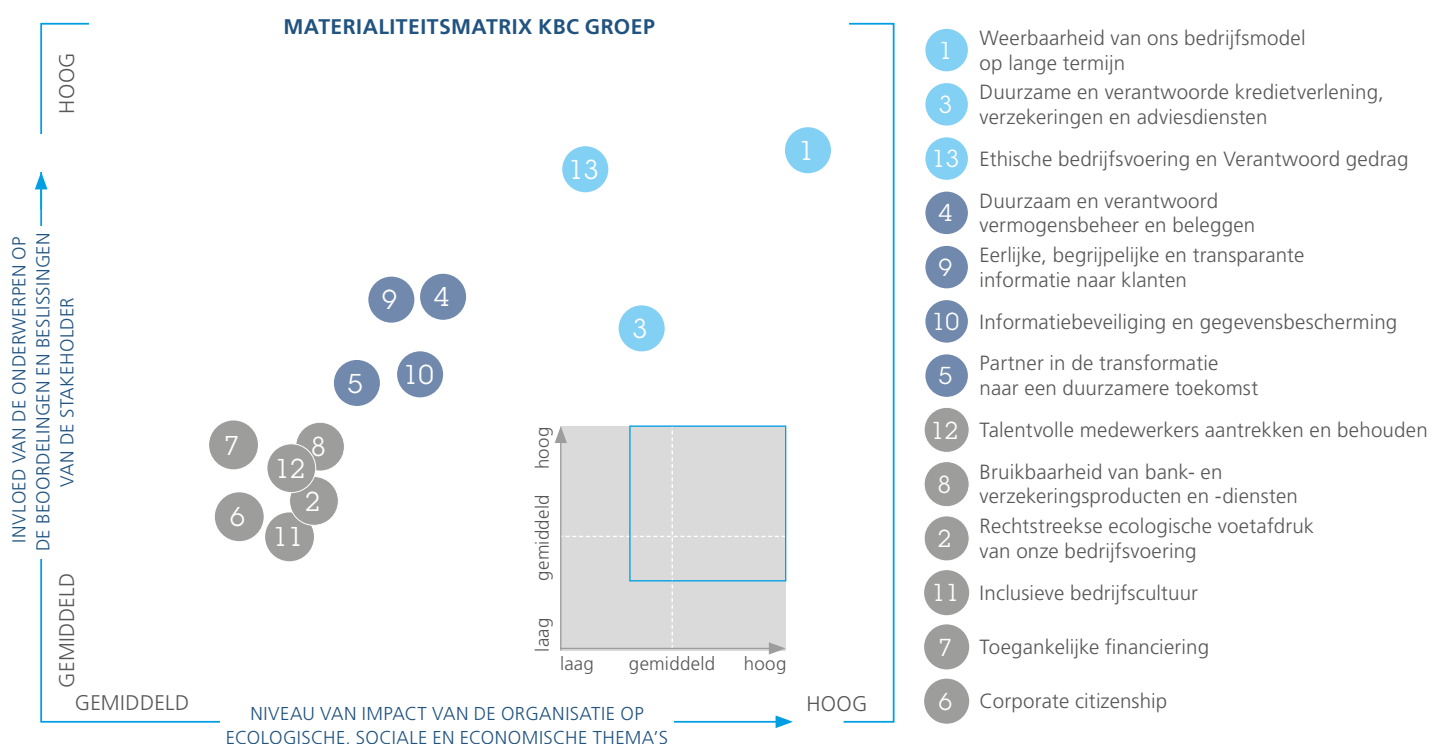 MATERIALITEITSMATRIX KBC GROEP
HOOG
INVLOED VAN DE ONDERWERPEN OP
DE BEOORDELINGEN EN BESLISSINGEN
VAN DE STAKEHOLDER
GEMIDDELD
1
13
3
9
4
5
10
7
8
12
2
6
11
hoog
gemiddeld
laag
laag
gemiddeld
hoog
GEMIDDELD
NIVEAU VAN IMPACT VAN DE ORGANISATIE OP
ECOLOGISCHE, SOCIALE EN ECONOMISCHE THEMA'S
HOOG
1 Weerbaarheid van ons bedrijfsmodel
op lange termijn
3 Duurzame en verantwoorde kredietverlening,
verzekeringen en adviesdiensten
13 Ethische bedrijfsvoering en Verantwoord gedrag
4 Duurzaam en verantwoord
vermogensbeheer en beleggen
9 Eerlijke, begrijpelijke en transparante
informatie naar klanten
10 Informatiebeveiliging en gegevensbescherming
5 Partner in de transformatie
naar een duurzamere toekomst
12 Talentvolle medewerkers aantrekken en behouden
8 Bruikbaarheid van bank- en
verzekeringsproducten en -diensten
2 Rechtstreekse ecologische voetafdruk
van onze bedrijfsvoering
11 Inclusieve bedrijfscultuur
7 Toegankelijke financiering
6 Corporate citizenship